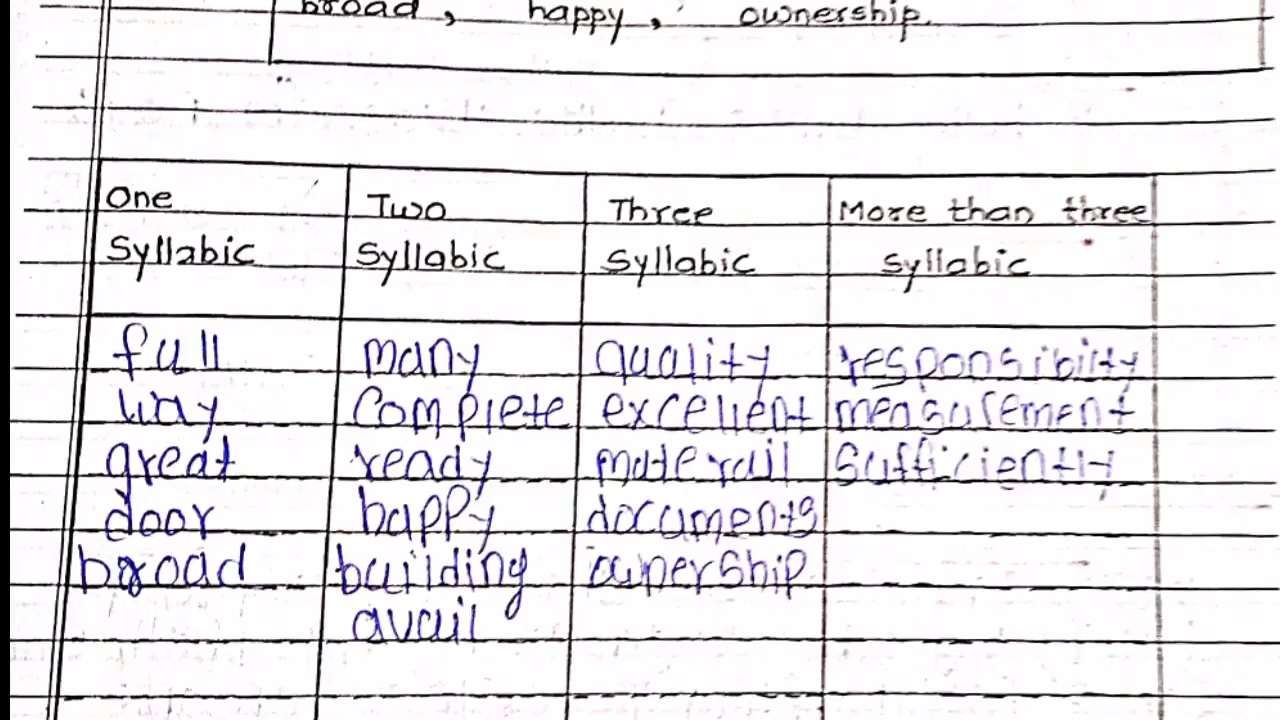 broad, happy, ownership.
One Two Three More than three
Syllabic Syllabic Syllabic Syllabic
full many quality responsibilty
way complete excellent measurement
great ready materail sufficiently
door happy documents
broad building ownership
avail